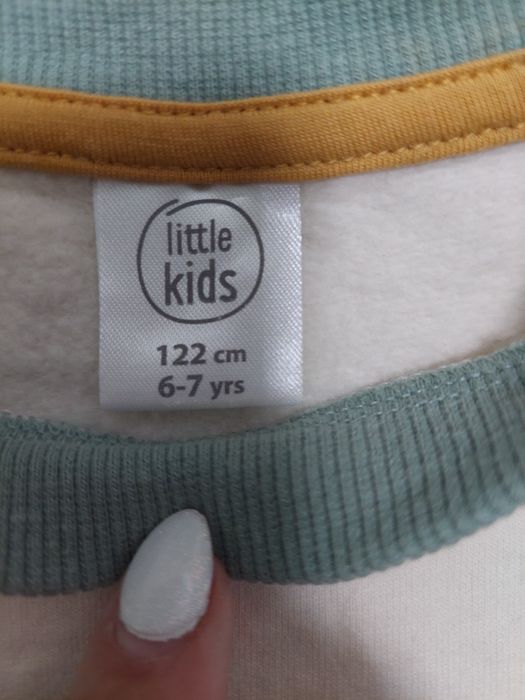 little
kids
122 cm
6-7 yrs